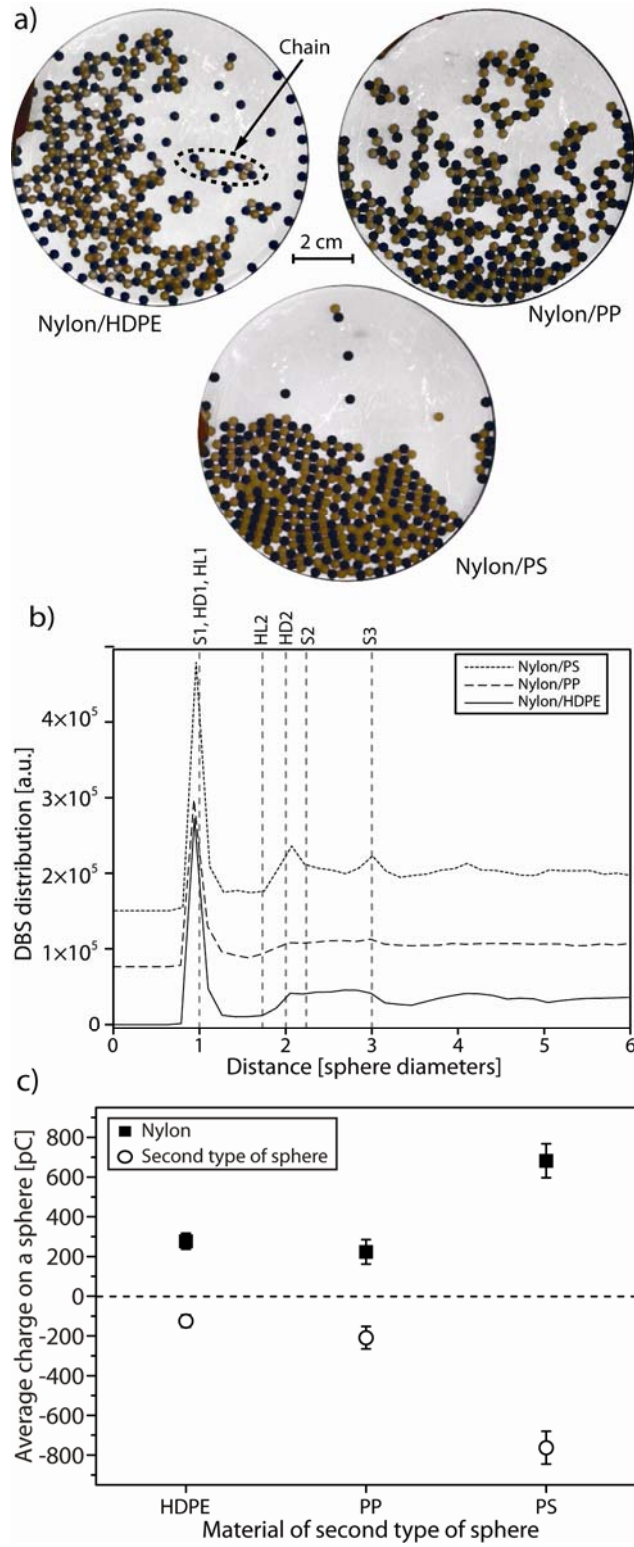 a)
Chain
2 cm
Nylon/HDPE
Nylon/PP
Nylon/PS
b)
S1, HD1, HL1
HL2
HD2
S2
S3
DBS distribution [a.u.]
4×10⁵
3×10⁵
2×10⁵
1×10⁵
0
Nylon/PS
Nylon/PP
Nylon/HDPE
0 1 2 3 4 5 6
Distance [sphere diameters]
c)
Average charge on a sphere [pC]
800
600
400
200
0
-200
-400
-600
-800
Nylon
Second type of sphere
HDPE PP PS
Material of second type of sphere